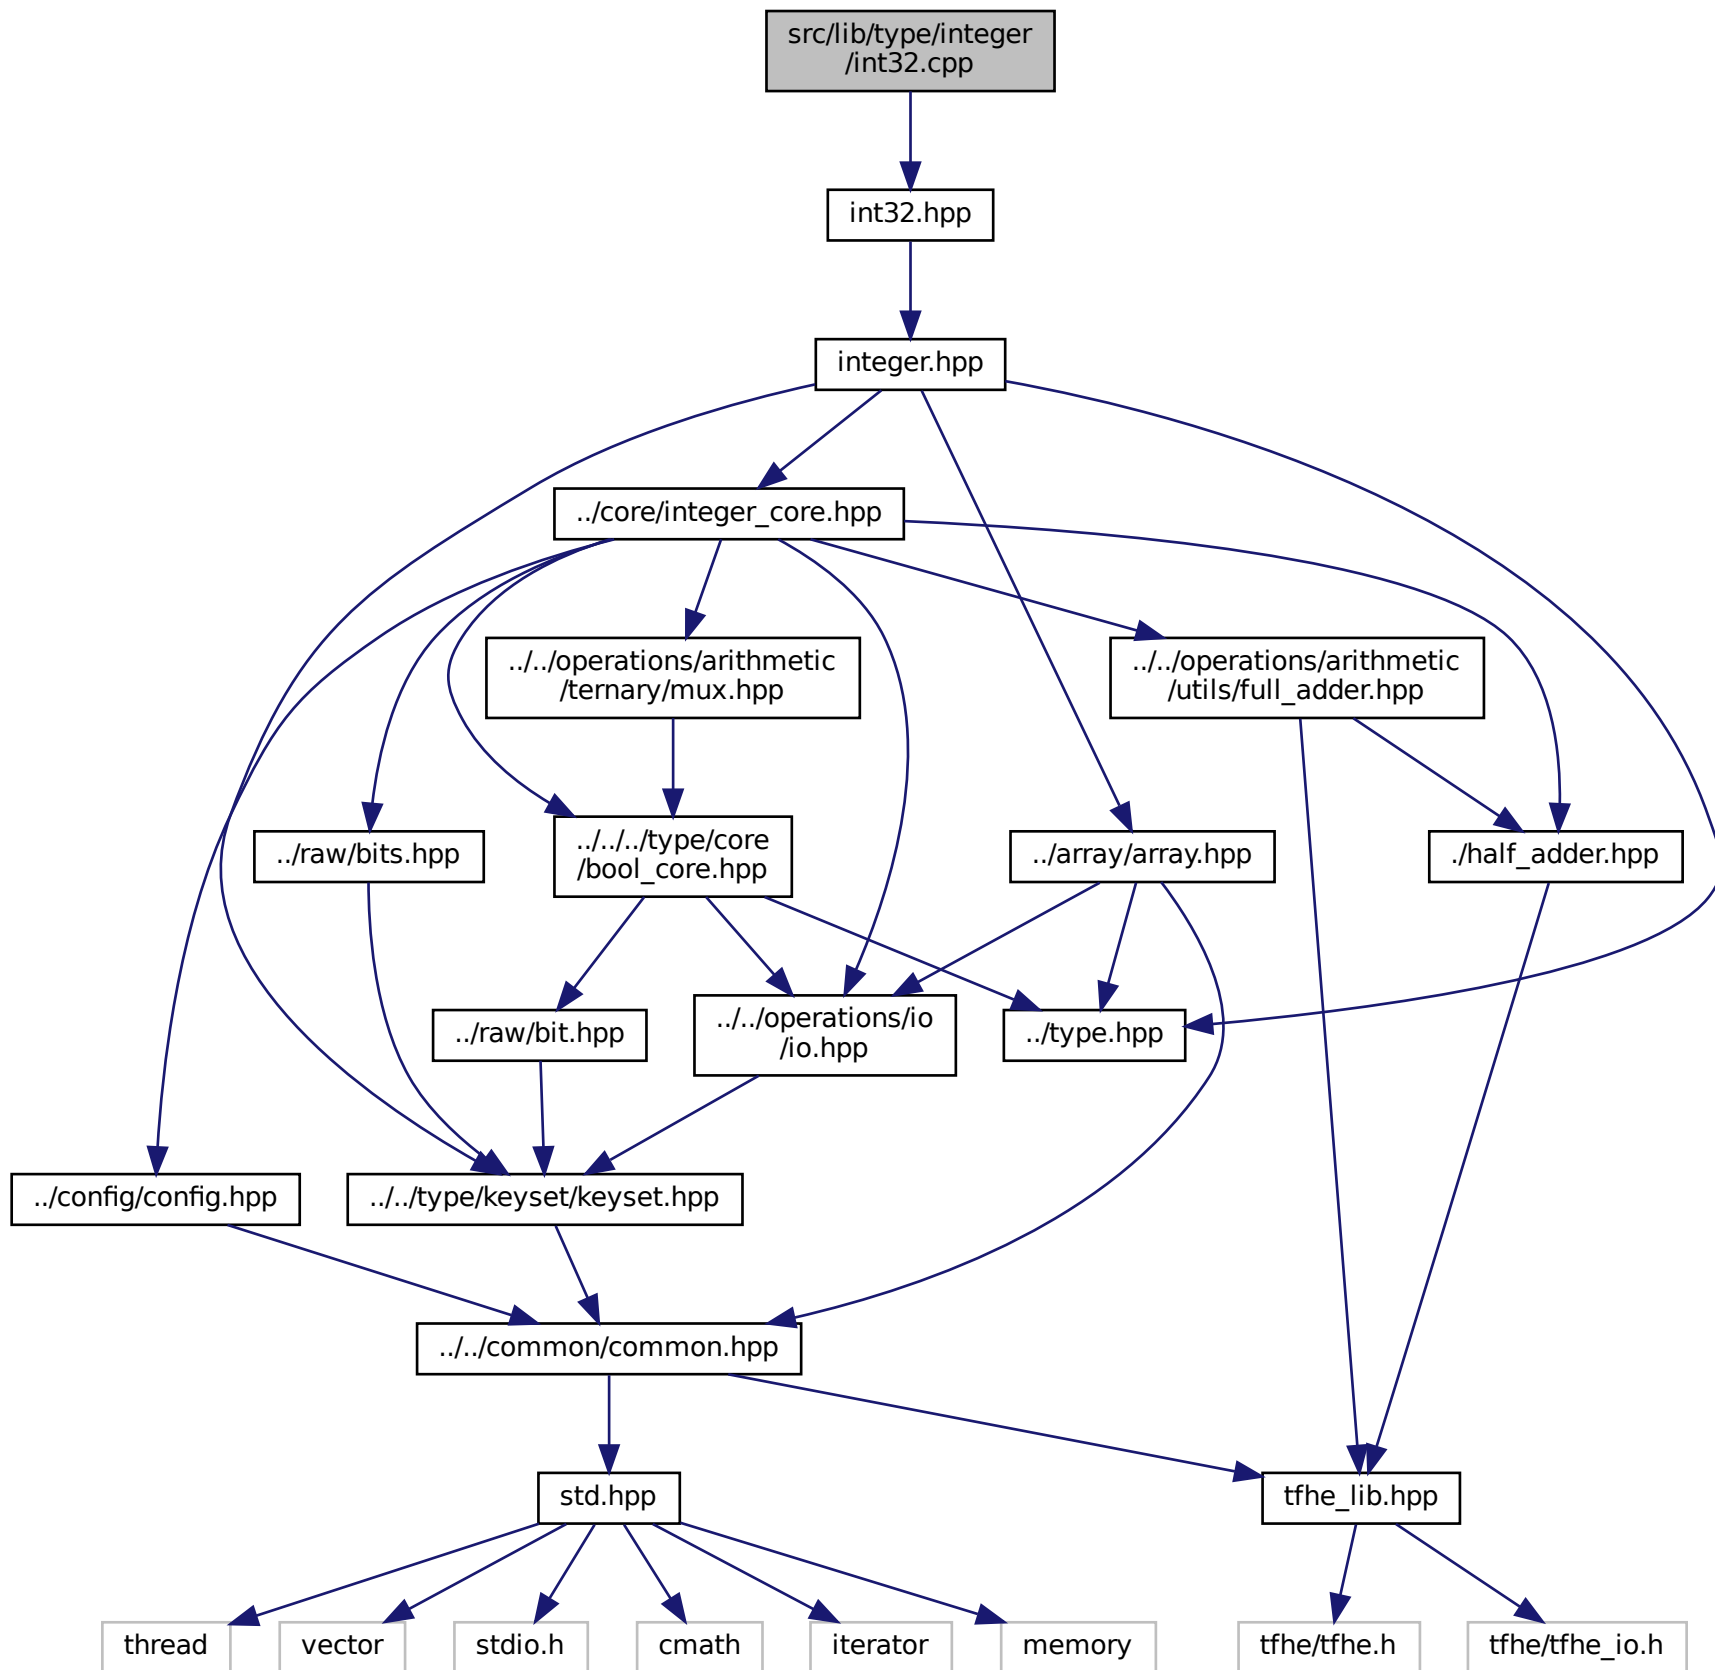 src/lib/type/integer
/int32.cpp
int32.hpp
integer.hpp
../core/integer_core.hpp
../../operations/arithmetic
/ternary/mux.hpp
../../operations/arithmetic
/utils/full_adder.hpp
../raw/bits.hpp
../../../type/core
/bool_core.hpp
../array/array.hpp
./half_adder.hpp
../raw/bit.hpp
../../operations/io
/io.hpp
../type.hpp
../config/config.hpp
../../type/keyset/keyset.hpp
../../common/common.hpp
std.hpp
tfhe_lib.hpp
thread
vector
stdio.h
cmath
iterator
memory
tfhe/tfhe.h
tfhe/tfhe_io.h